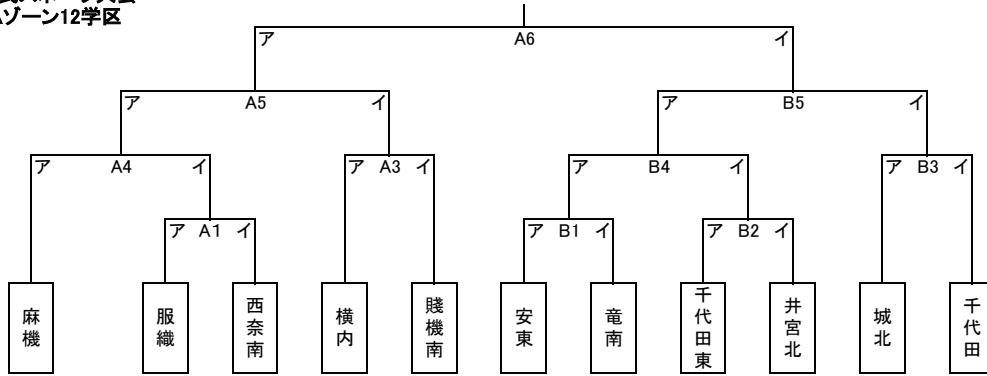 ゾーン12学区
ア A6 イ
ア A5 イ
ア B5 イ
ア A4 イ
ア A3 イ
ア B4 イ
ア B3 イ
ア A1 イ
ア B1 イ
ア B2 イ
麻機
服織
西奈南
横内
賤機南
安東
竜南
千代田東
井宮北
城北
千代田